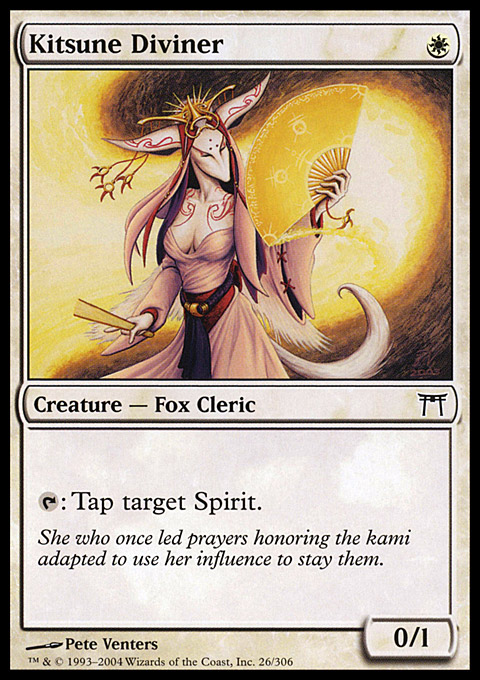 Kitsune Diviner
2003
Creature — Fox Cleric
: Tap target Spirit.
She who once led prayers honoring the kami
adapted to use her influence to stay them.
Pete Venters
™ & © 1993–2004 Wizards of the Coast, Inc. 26/306
0/1